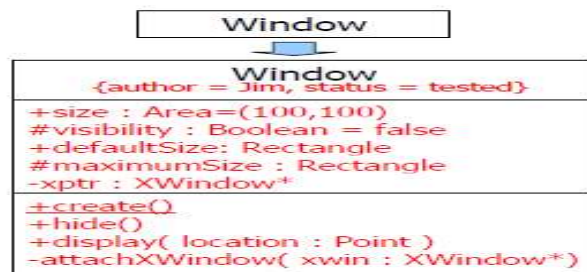 Window
Window
{author = Jim, status = tested}
+size : Area=(100,100)
#visibility : Boolean = false
+defaultSize: Rectangle
#maximumSize : Rectangle
-xptr : XWindow*
+create()
+hide()
+display( location : Point )
-attachXWindow( xwin : XWindow*)